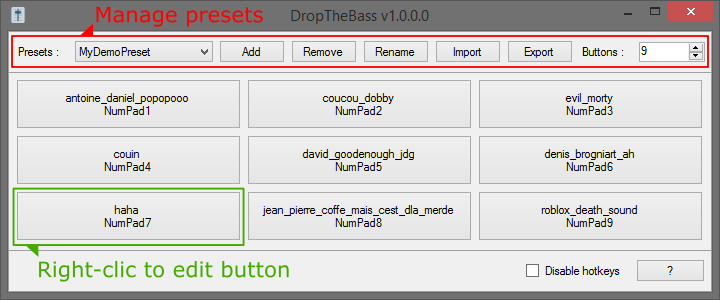 Manage presets
DropTheBass v1.0.0.0
Presets : MyDemoPreset Add Remove Rename Import Export Buttons : 9
antoine_daniel_popopooo
NumPad1
coucou_dobby
NumPad2
evil_morty
NumPad3
couin
NumPad4
david_goodenough_jdg
NumPad5
denis_brogniart_ah
NumPad6
haha
NumPad7
jean_pierre_coffe_mais_cest_dla_merde
NumPad8
roblox_death_sound
NumPad9
Right-clic to edit button
Disable hotkeys ?